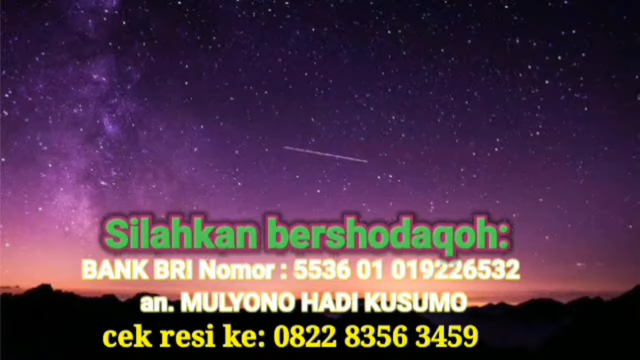 Silahkan bershodaqoh:
BANK BRI Nomor : 5536 01 019226532
an. MULYONO HADI KUSUMO
cek resi ke: 0822 8356 3459